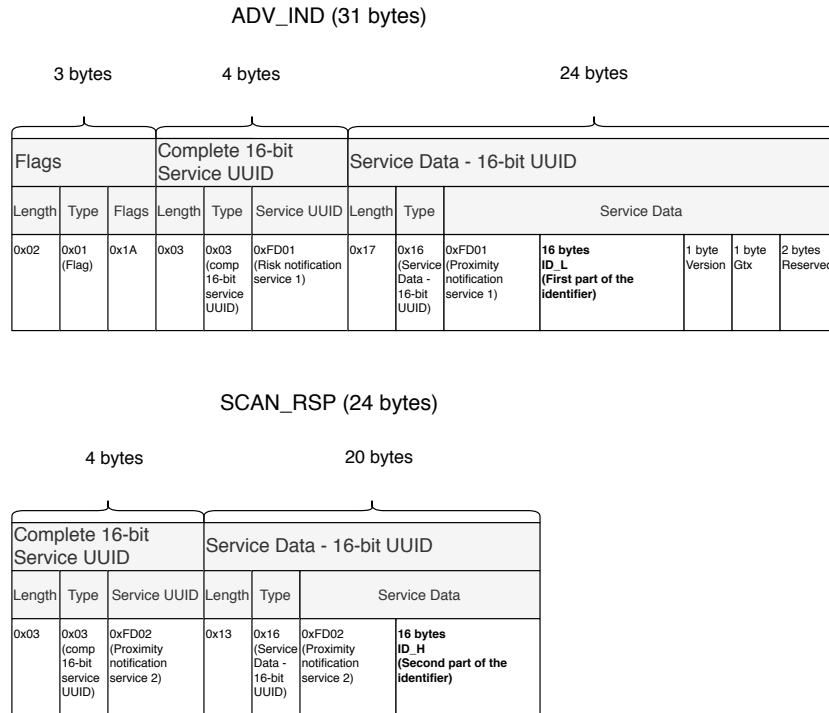 ADV_IND (31 bytes)
3 bytes 4 bytes 24 bytes
Flags Complete 16-bit Service Data - 16-bit UUID
Service UUID
Length Type Flags Length Type Service UUID Length Type Service Data
0x02 0x01 0x1A 0x03 0x03 0xFD01 0x17 0x16 0xFD01 16 bytes 1 byte 1 byte 2 bytes
(Flag) (comp (Risk notification (Service (Proximity ID_L Version Gtx Reserved
16-bit service 1) Data - notification (First part of the
service 16-bit service 1) identifier)
UUID) UUID)
SCAN_RSP (24 bytes)
4 bytes 20 bytes
Complete 16-bit Service Data - 16-bit UUID
Service UUID
Length Type Service UUID Length Type Service Data
0x03 0x03 0xFD02 0x13 0x16 0xFD02 16 bytes
(comp (Proximity (Service (Proximity ID_H
16-bit notification Data - notification (Second part of the
service service 2) 16-bit service 2) identifier)
UUID) UUID)